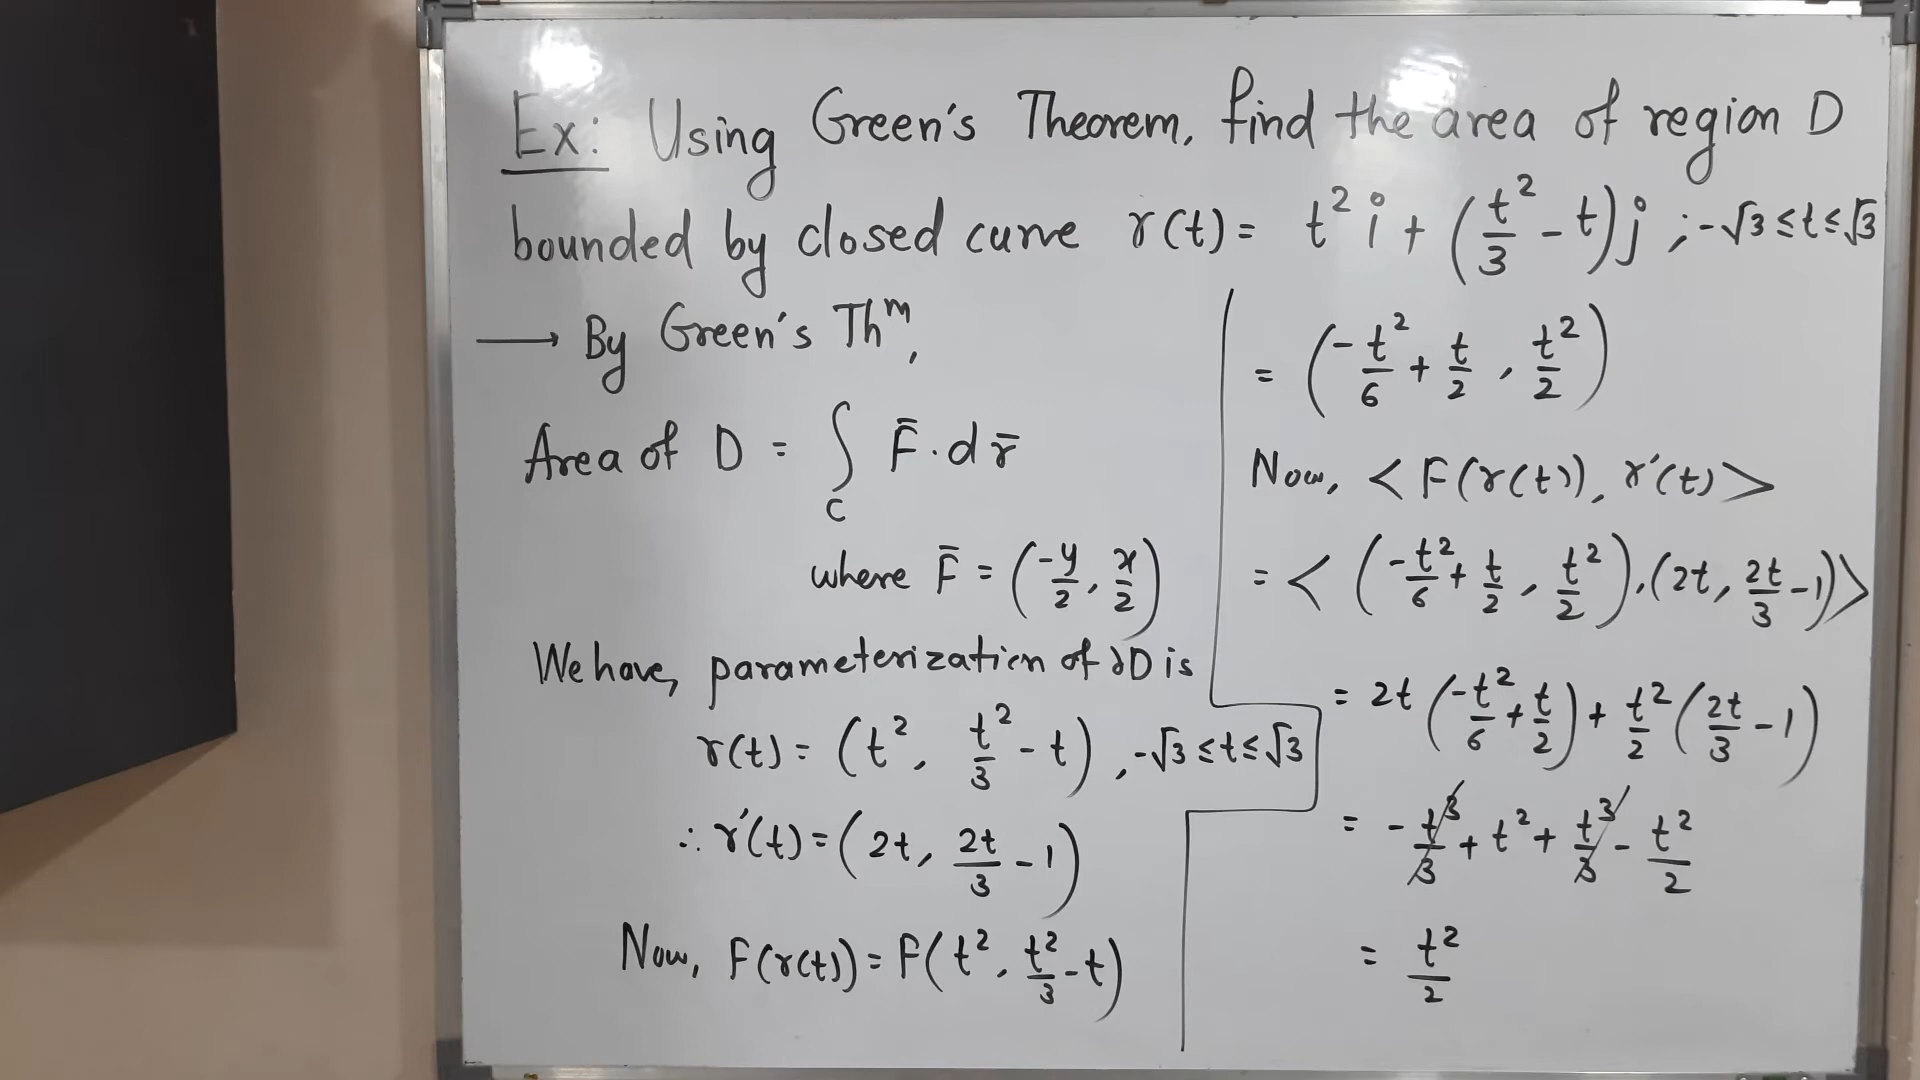 Ex: Using Green's Theorem, find the area of region D
bounded by closed curve r(t) = t² i + (t²/3 - t) j ; -√3 ≤ t ≤ √3
→ By Green's Thᵐ,
Area of D = ∫_C F̄ · d r̄
where F̄ = (-y/2, x/2)
We have, parameterization of ∂D is
r(t) = (t², t²/3 - t), -√3 ≤ t ≤ √3
∴ r'(t) = (2t, 2t/3 - 1)
Now, F(r(t)) = F(t², t²/3 - t)
= (-t²/6 + t/2, t²/2)
Now, < F(r(t)), r'(t) >
= < (-t²/6 + t/2, t²/2), (2t, 2t/3 - 1) >
= 2t (-t²/6 + t/2) + t²/2 (2t/3 - 1)
= - t³/3 + t² + t³/3 - t²/2
= t²/2